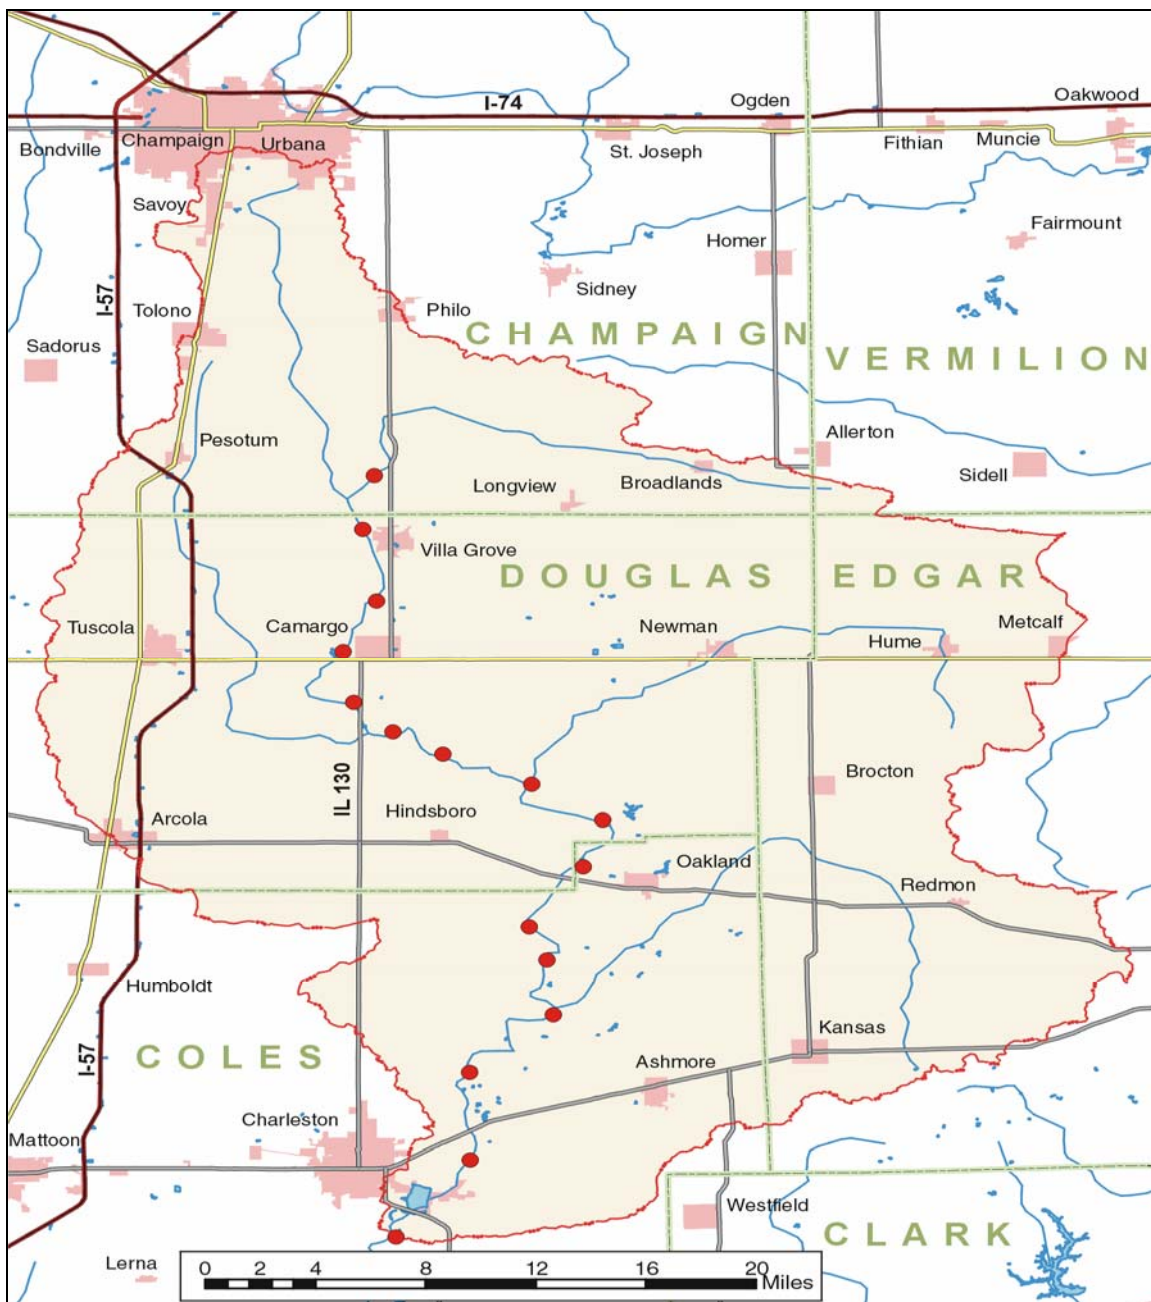 I-74
Ogden
Oakwood
Bondville
Champaign
Urbana
St. Joseph
Fithian
Muncie
Savoy
Homer
Fairmount
Sidney
I-57
Tolono
Philo
CHAMPAIGN
VERMILION
Sadorus
Pesotum
Allerton
Longview
Broadlands
Sidell
Villa Grove
DOUGLAS
EDGAR
Tuscola
Camargo
Newman
Hume
Metcalf
IL 130
Brocton
Arcola
Hindsboro
Oakland
Redmon
Humboldt
Kansas
I-57
COLES
Ashmore
Charleston
Mattoon
Westfield
CLARK
Lerna
0 2 4 8 12 16 20
Miles